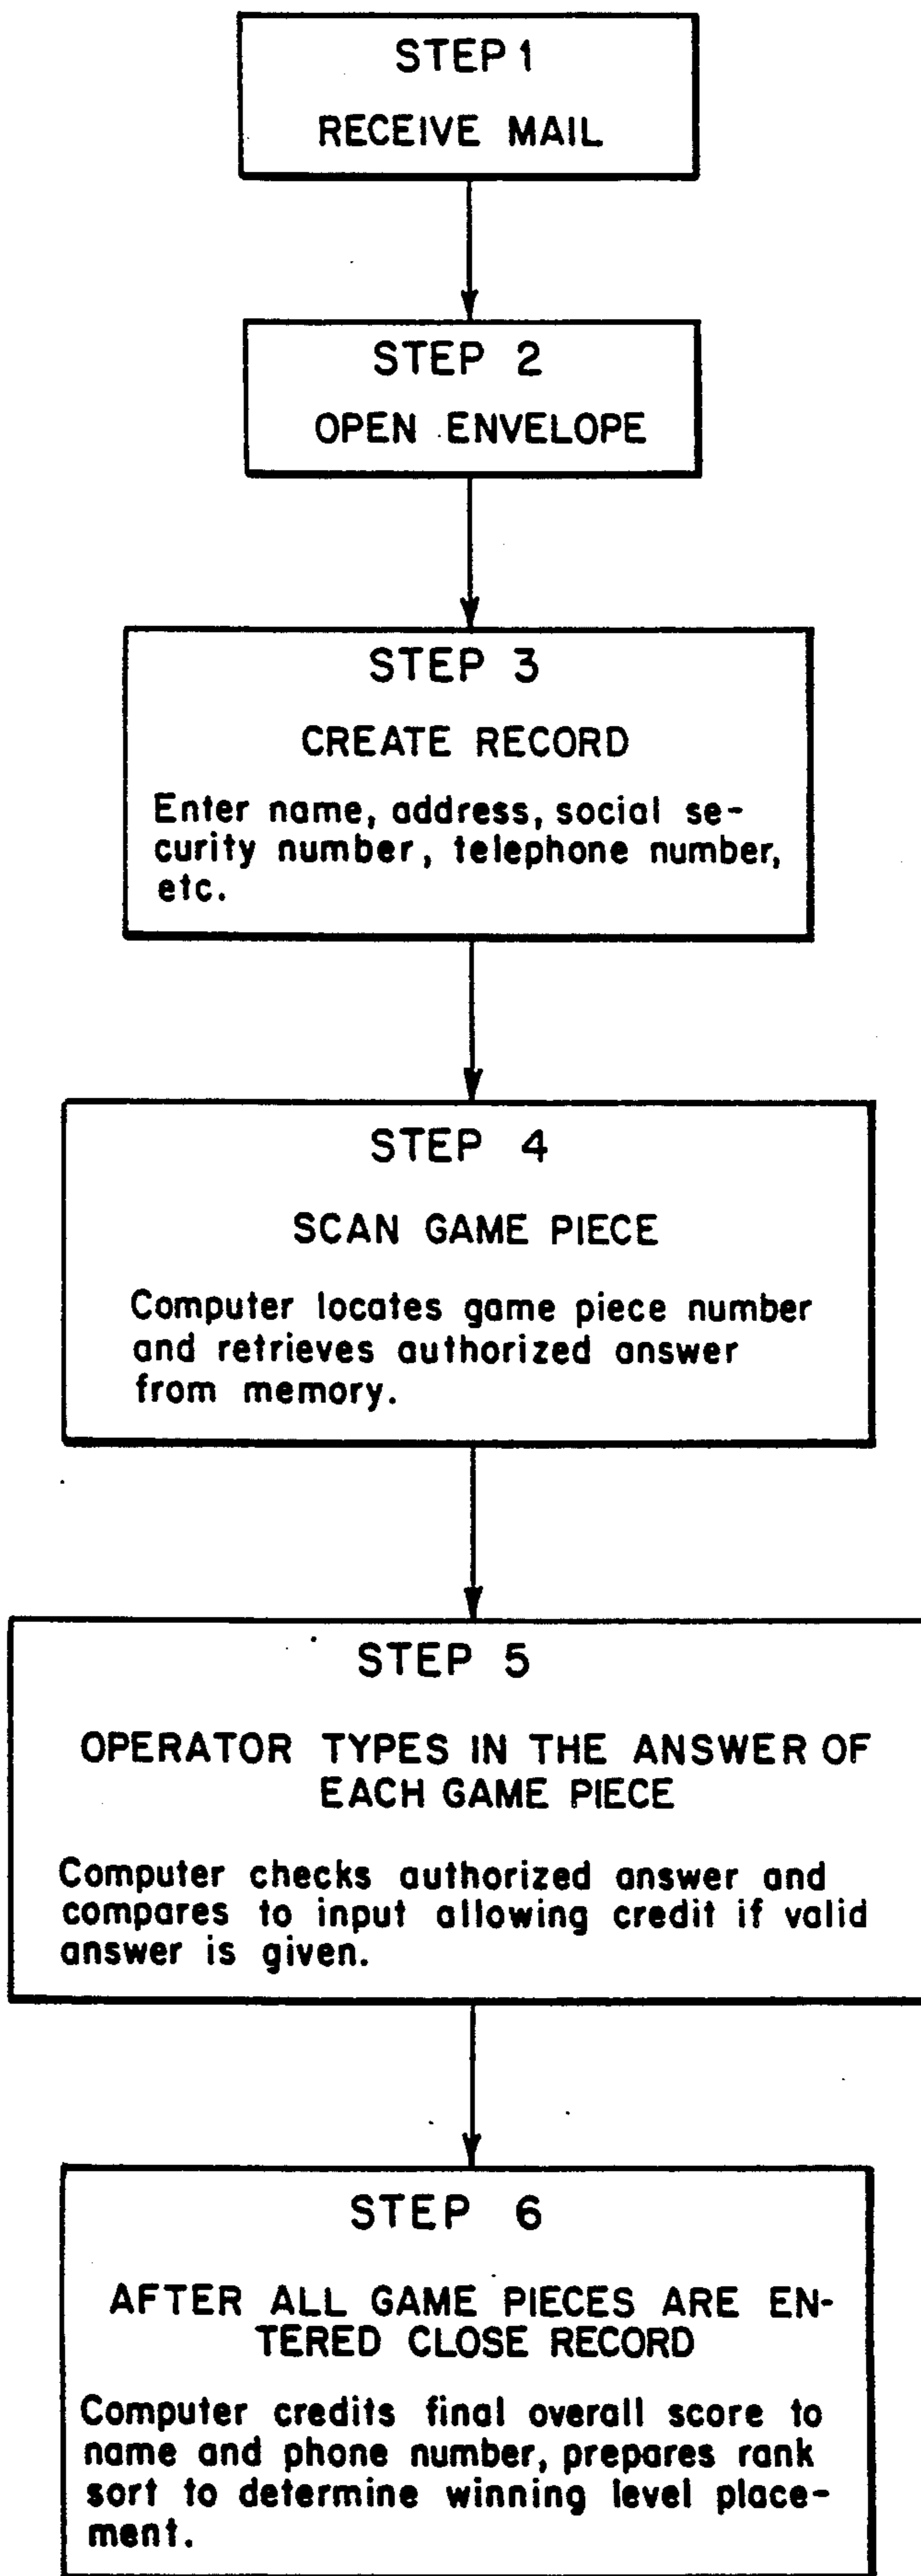 STEP 1
RECEIVE MAIL
STEP 2
OPEN ENVELOPE
STEP 3
CREATE RECORD
Enter name, address, social se-
curity number, telephone number,
etc.
STEP 4
SCAN GAME PIECE
Computer locates game piece number
and retrieves authorized answer
from memory.
STEP 5
OPERATOR TYPES IN THE ANSWER OF
EACH GAME PIECE
Computer checks authorized answer and
compares to input allowing credit if valid
answer is given.
STEP 6
AFTER ALL GAME PIECES ARE EN-
TERED CLOSE RECORD
Computer credits final overall score to
name and phone number, prepares rank
sort to determine winning level place-
ment.